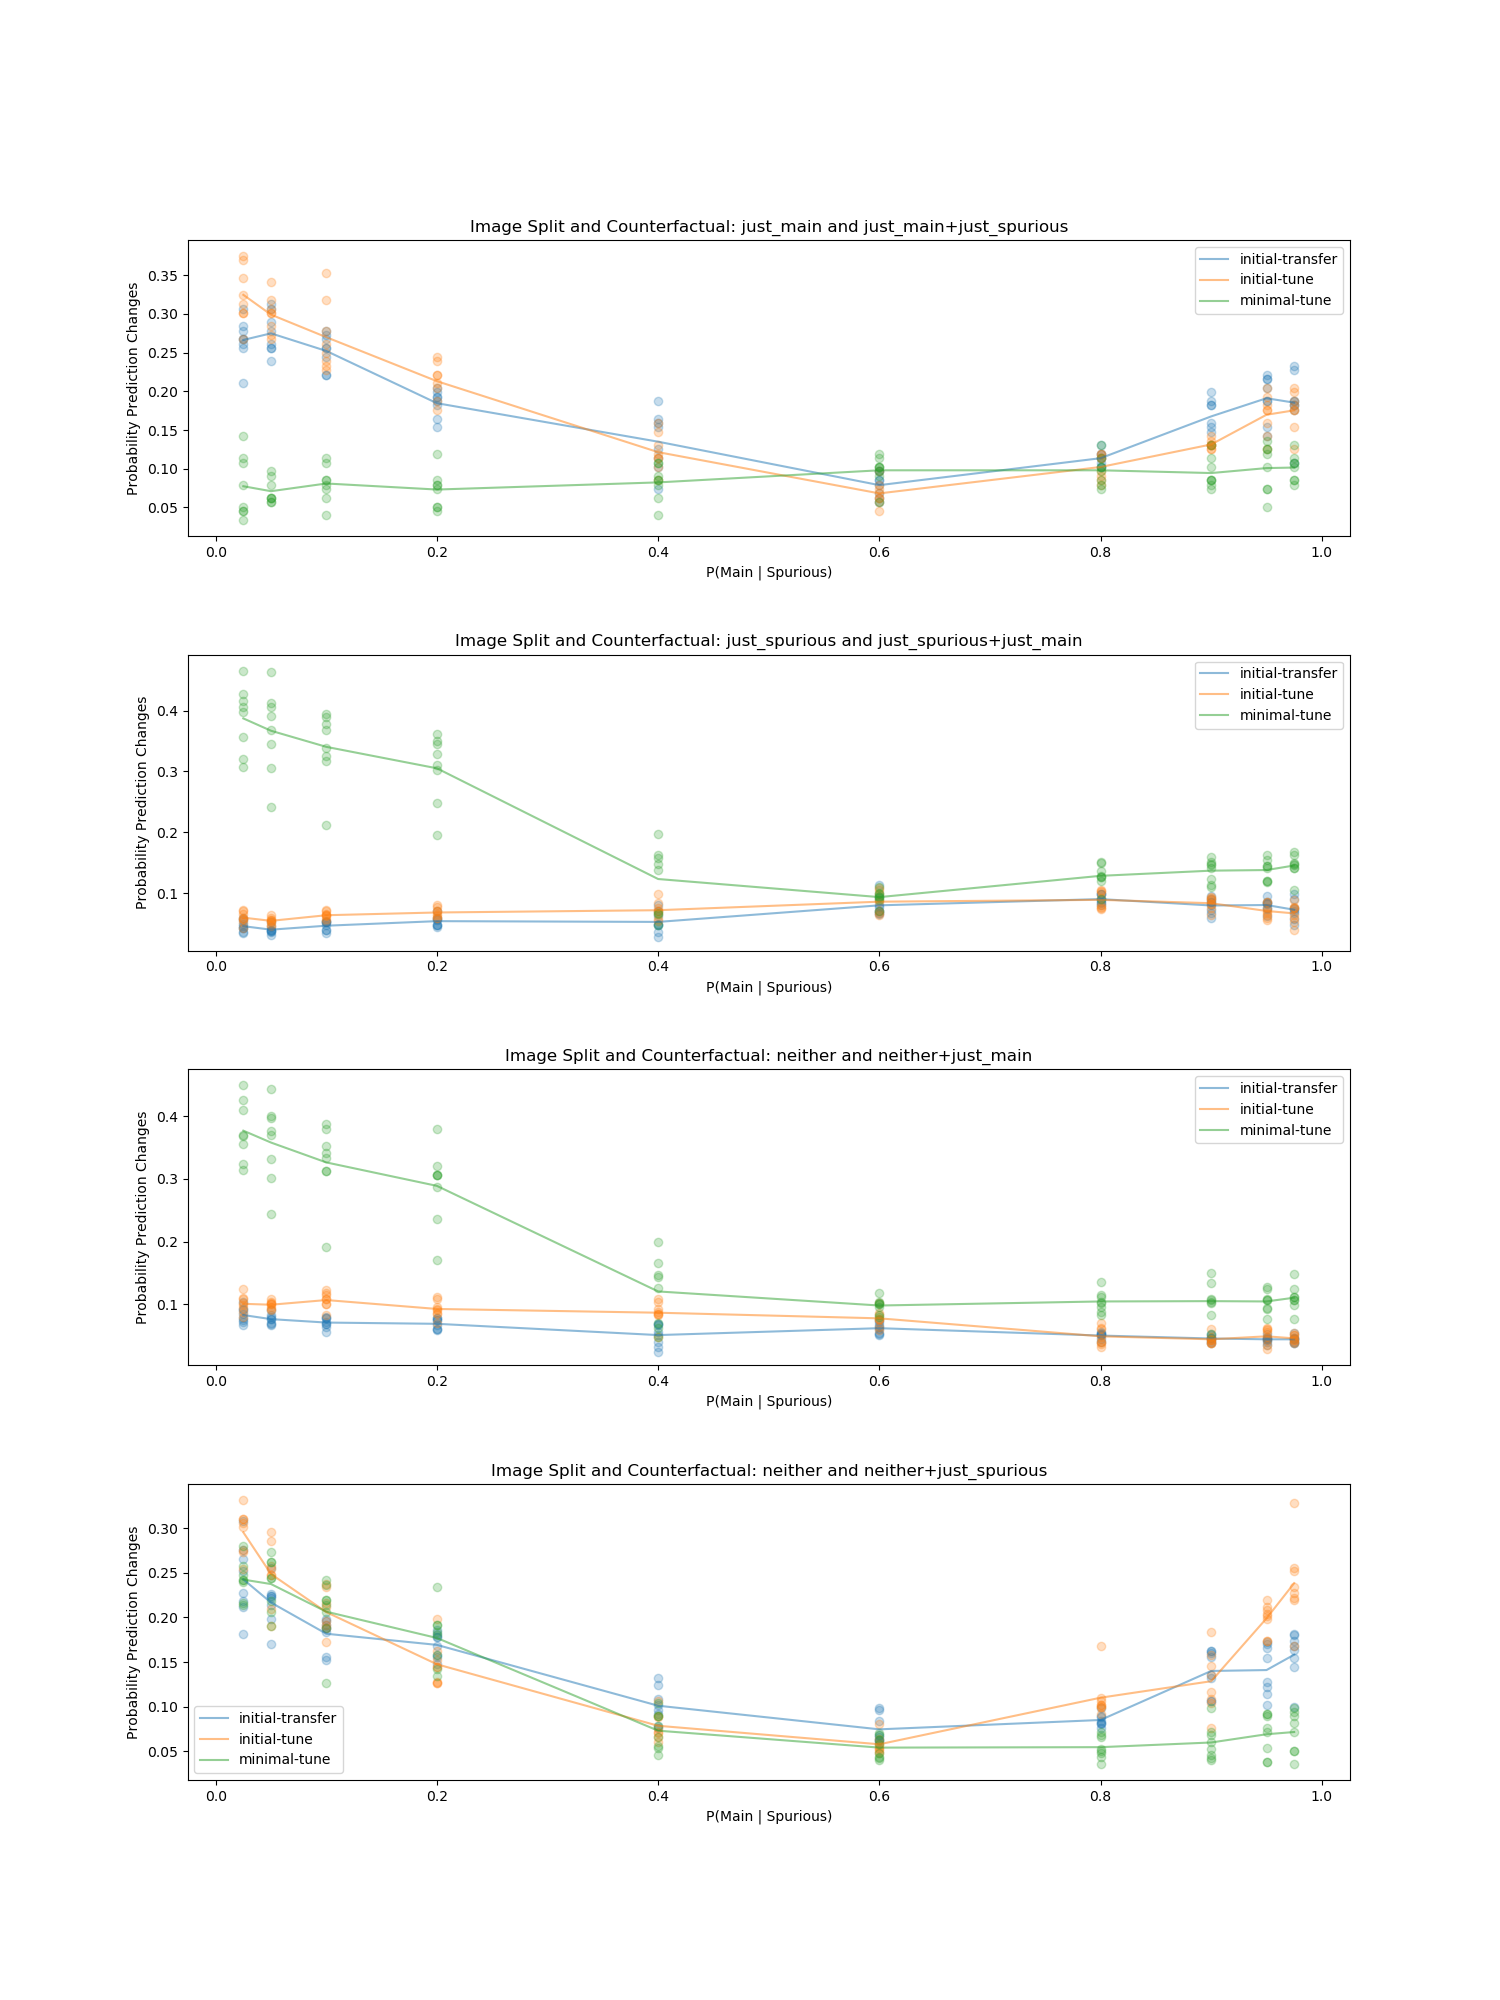 Image Split and Counterfactual: just_main and just_main+just_spurious
Probability Prediction Changes
0.35
0.30
0.25
0.20
0.15
0.10
0.05
initial-transfer
initial-tune
minimal-tune
0.0 0.2 0.4 0.6 0.8 1.0
P(Main | Spurious)
Image Split and Counterfactual: just_spurious and just_spurious+just_main
Probability Prediction Changes
0.4
0.3
0.2
0.1
initial-transfer
initial-tune
minimal-tune
0.0 0.2 0.4 0.6 0.8 1.0
P(Main | Spurious)
Image Split and Counterfactual: neither and neither+just_main
Probability Prediction Changes
0.4
0.3
0.2
0.1
initial-transfer
initial-tune
minimal-tune
0.0 0.2 0.4 0.6 0.8 1.0
P(Main | Spurious)
Image Split and Counterfactual: neither and neither+just_spurious
Probability Prediction Changes
0.30
0.25
0.20
0.15
0.10
0.05
initial-transfer
initial-tune
minimal-tune
0.0 0.2 0.4 0.6 0.8 1.0
P(Main | Spurious)